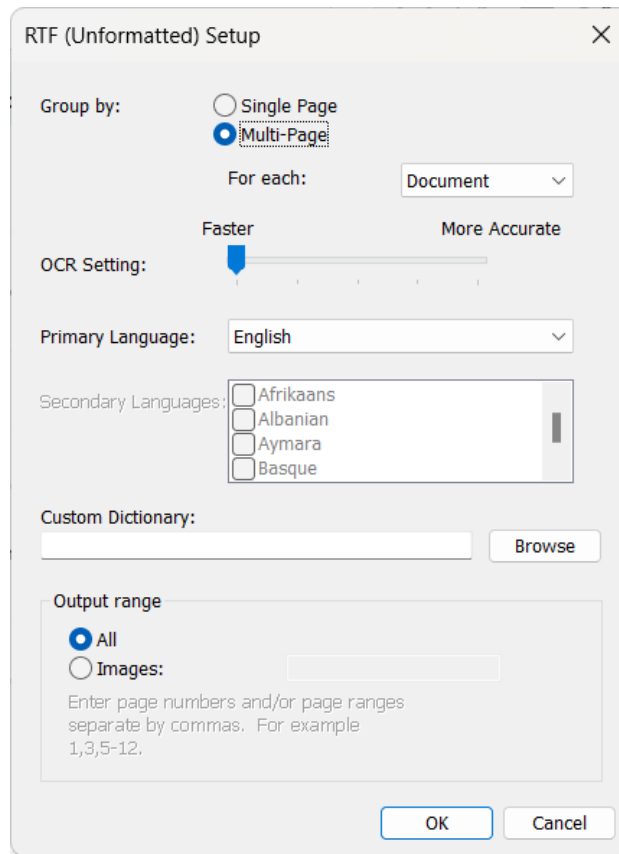 RTF (Unformatted) Setup
Group by:
Single Page
Multi-Page
For each:
Document
Faster
More Accurate
OCR Setting:
Primary Language:
English
Secondary Languages:
Afrikaans
Albanian
Aymara
Basque
Custom Dictionary:
Browse
Output range
All
Images:
Enter page numbers and/or page ranges
separate by commas.  For example
1,3,5-12.
OK
Cancel